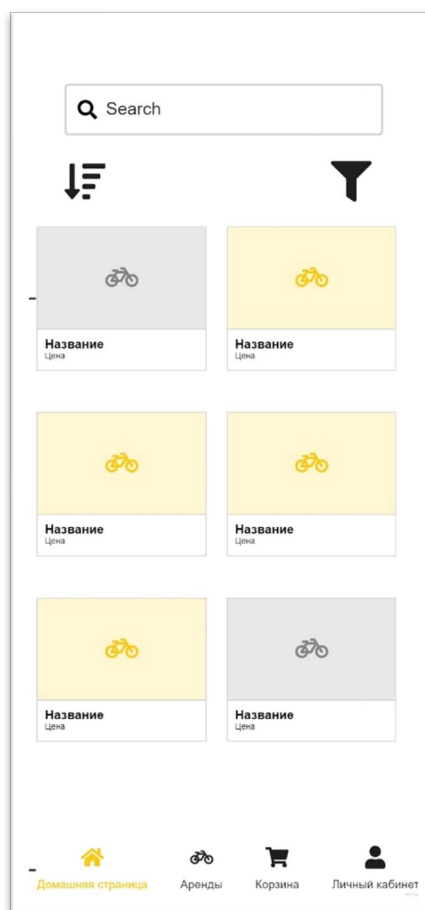 Search
Название
Цена
Название
Цена
Название
Цена
Название
Цена
Название
Цена
Название
Цена
Домашняя страница
Аренды
Корзина
Личный кабинет